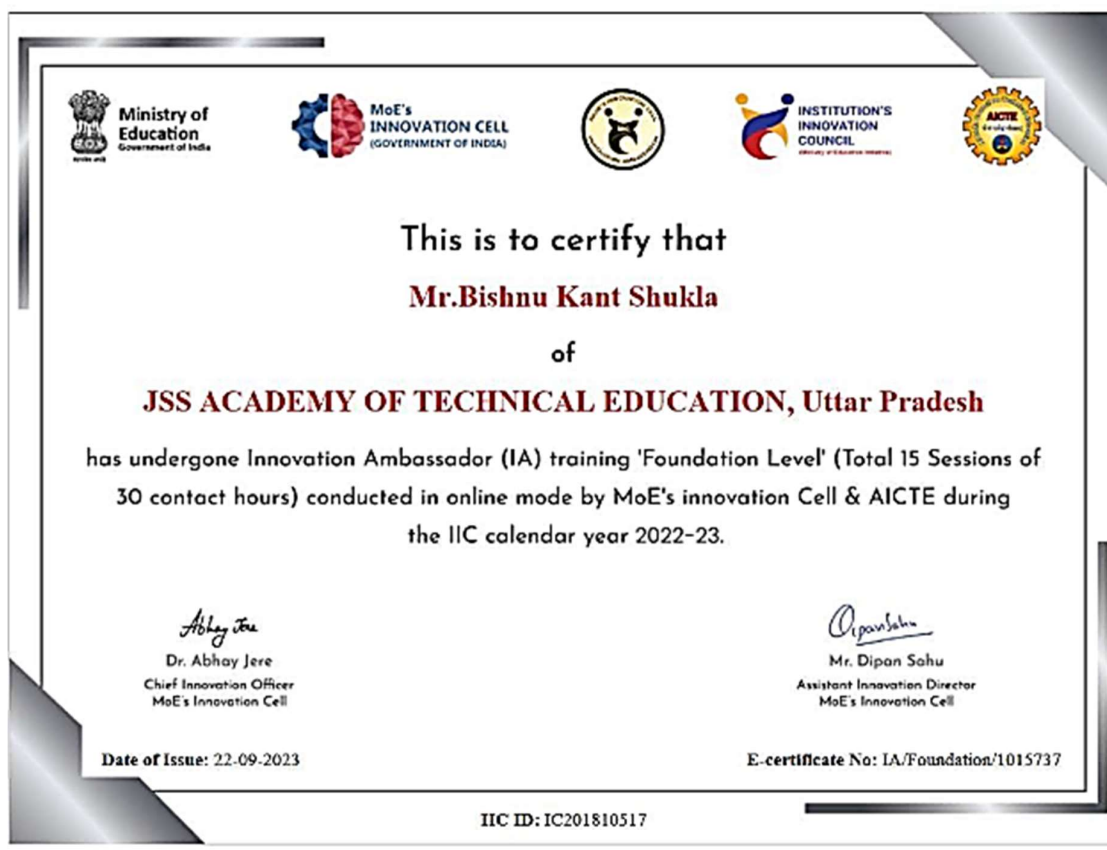 Ministry of
Education
Government of India
MoE's
INNOVATION CELL
(GOVERNMENT OF INDIA)
INSTITUTION'S
INNOVATION
COUNCIL
AICTE
This is to certify that
Mr.Bishnu Kant Shukla
of
JSS ACADEMY OF TECHNICAL EDUCATION, Uttar Pradesh
has undergone Innovation Ambassador (IA) training 'Foundation Level' (Total 15 Sessions of
30 contact hours) conducted in online mode by MoE's innovation Cell & AICTE during
the IIC calendar year 2022-23.
Abhay Jere
Dr. Abhay Jere
Chief Innovation Officer
MoE's Innovation Cell
DipanSahu
Mr. Dipan Sahu
Assistant Innovation Director
MoE's Innovation Cell
Date of Issue: 22-09-2023
E-certificate No: IA/Foundation/1015737
IIC ID: IC201810517